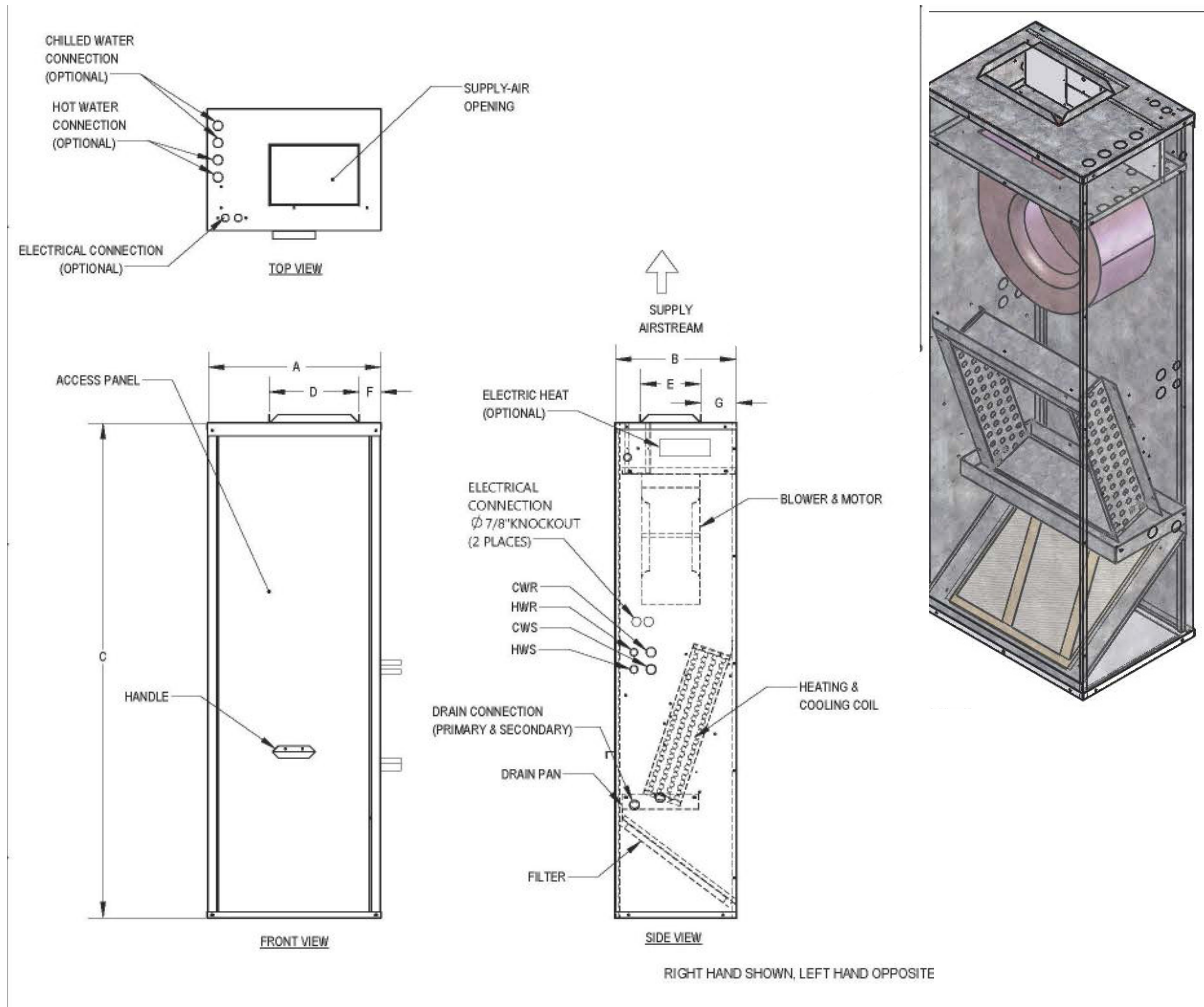 CHILLED WATER
CONNECTION
(OPTIONAL)
HOT WATER
CONNECTION
(OPTIONAL)
SUPPLY-AIR
OPENING
ELECTRICAL CONNECTION
(OPTIONAL)
TOP VIEW
SUPPLY
AIRSTREAM
A
D
F
ACCESS PANEL
C
HANDLE
FRONT VIEW
B
E
G
ELECTRIC HEAT
(OPTIONAL)
ELECTRICAL
CONNECTION
Ø 7/8"KNOCKOUT
(2 PLACES)
BLOWER & MOTOR
CWR
HWR
CWS
HWS
HEATING &
COOLING COIL
DRAIN CONNECTION
(PRIMARY & SECONDARY)
DRAIN PAN
FILTER
SIDE VIEW
RIGHT HAND SHOWN, LEFT HAND OPPOSITE